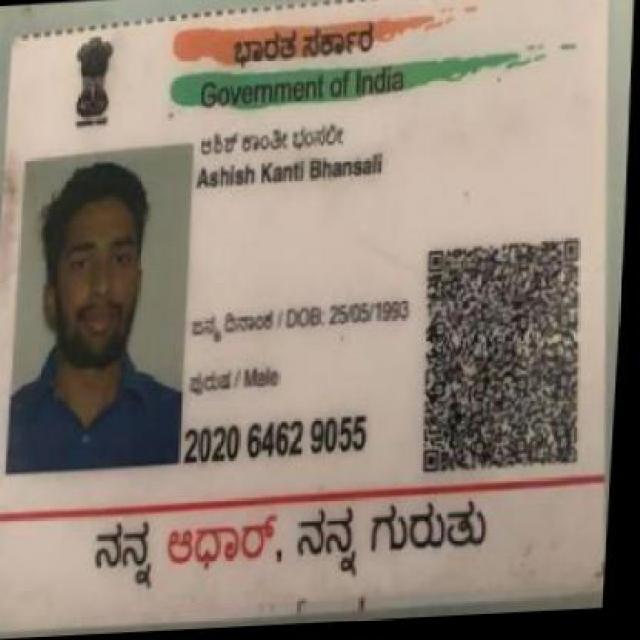 ಭಾರತ ಸರ್ಕಾರ
Government of India
ಆಶಿಶ್ ಕಾಂತೀ ಭಂಸಲೀ
Ashish Kanti Bhansali
ಜನ್ಮ ದಿನಾಂಕ / DOB: 25/05/1993
ಪುರುಷ / Male
2020 6462 9055
ನನ್ನ ಆಧಾರ್, ನನ್ನ ಗುರುತು